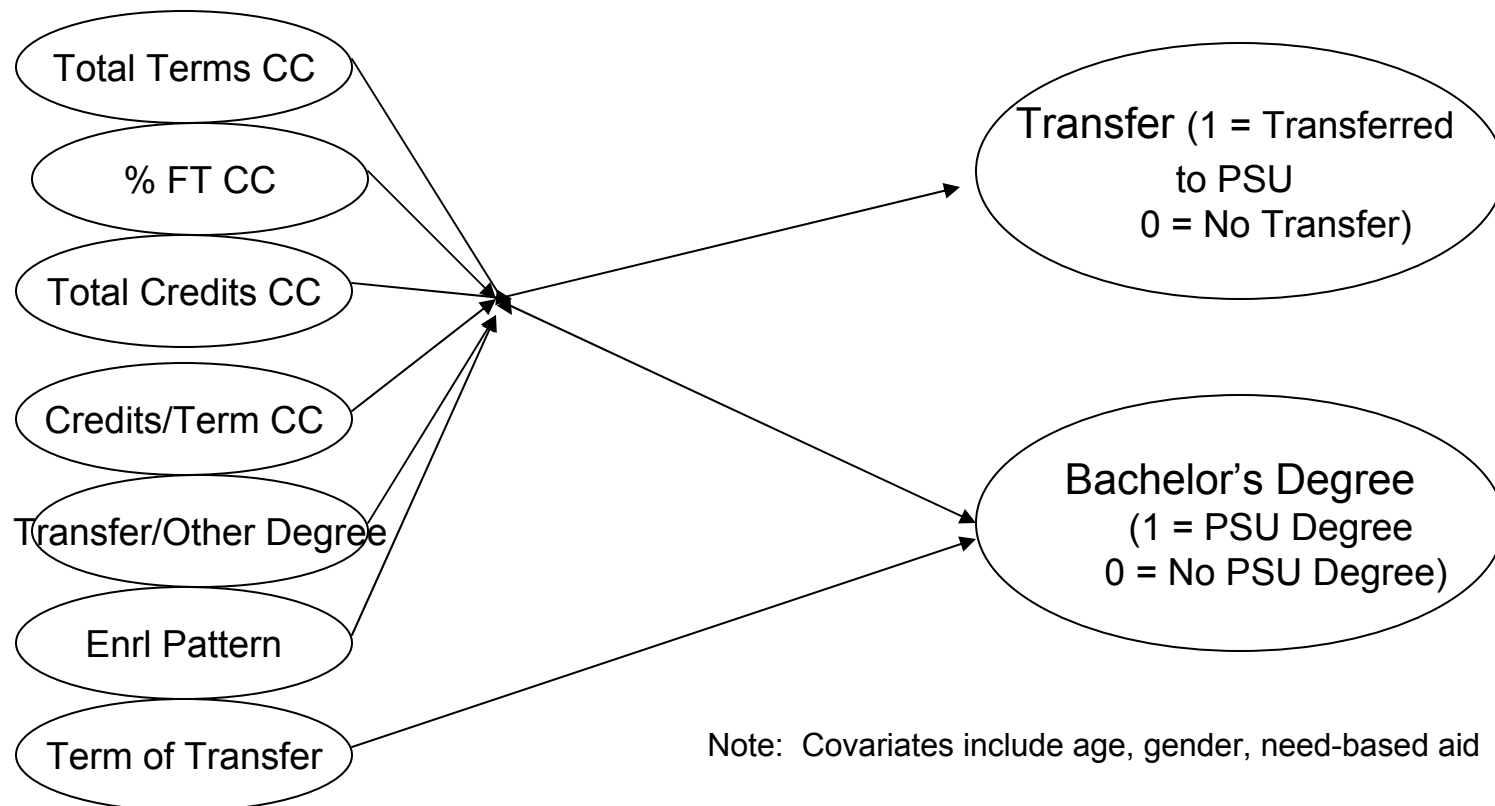 Total Terms CC
% FT CC
Total Credits CC
Credits/Term CC
Transfer/Other Degree
Enrl Pattern
Term of Transfer
Transfer (1 = Transferred
to PSU
0 = No Transfer)
Bachelor's Degree
(1 = PSU Degree
0 = No PSU Degree)
Note: Covariates include age, gender, need-based aid